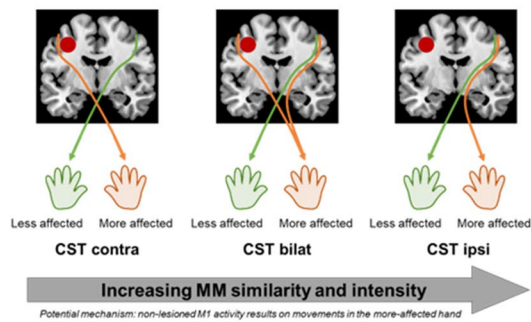 Less affected More affected Less affected More affected Less affected More affected
CST contra CST bilat CST ipsi
Increasing MM similarity and intensity
Potential mechanism: non-lesioned M1 activity results on movements in the more-affected hand